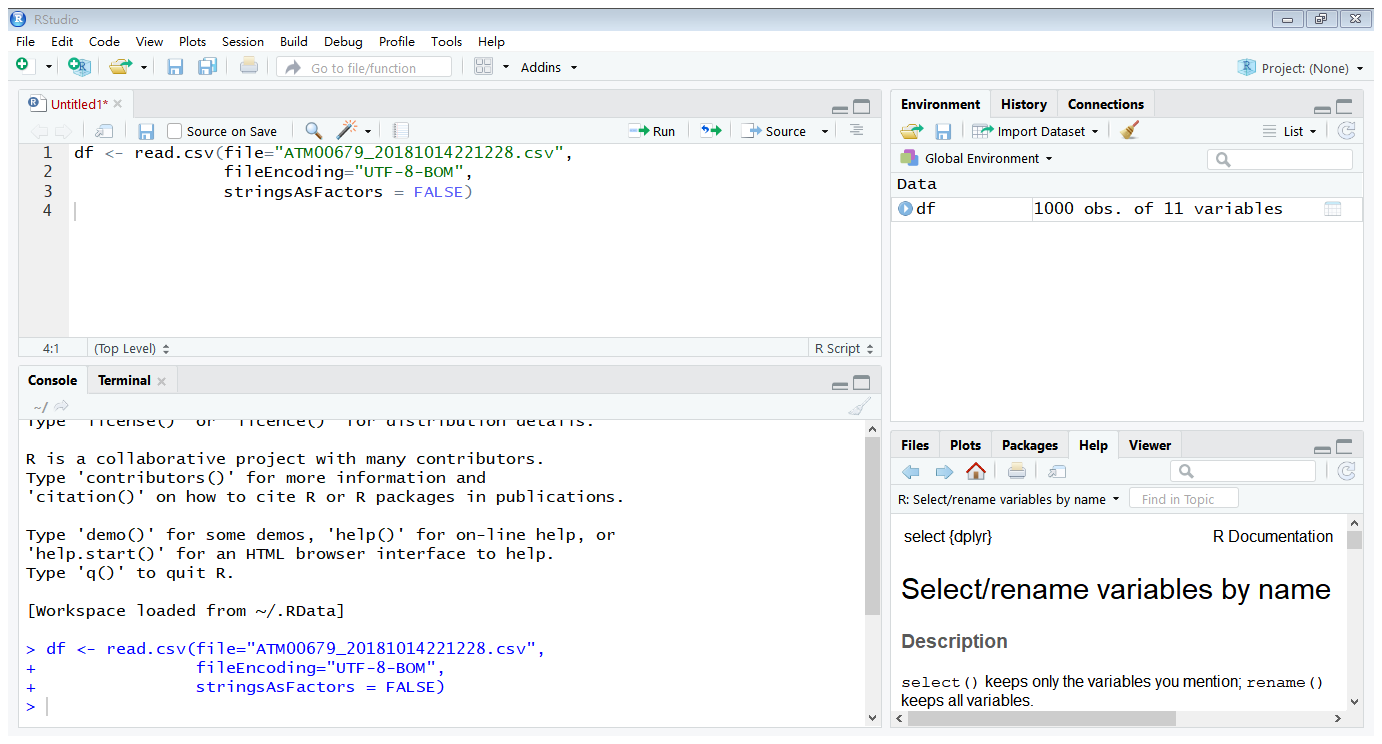 RStudio
File Edit Code View Plots Session Build Debug Profile Tools Help
Go to file/function Addins Project: (None)
Untitled1*
Source on Save Run Source
1 df <- read.csv(file="ATM00679_20181014221228.csv",
2 fileEncoding="UTF-8-BOM",
3 stringsAsFactors = FALSE)
4
4:1 (Top Level) R Script
Console Terminal
~/
Type 'license()' or 'licence()' for distribution details.
R is a collaborative project with many contributors.
Type 'contributors()' for more information and
'citation()' on how to cite R or R packages in publications.
Type 'demo()' for some demos, 'help()' for on-line help, or
'help.start()' for an HTML browser interface to help.
Type 'q()' to quit R.
[Workspace loaded from ~/.RData]
> df <- read.csv(file="ATM00679_20181014221228.csv",
+ fileEncoding="UTF-8-BOM",
+ stringsAsFactors = FALSE)
>
Environment History Connections
Import Dataset List
Global Environment
Data
df 1000 obs. of 11 variables
Files Plots Packages Help Viewer
R: Select/rename variables by name Find in Topic
select {dplyr} R Documentation
Select/rename variables by name
Description
select() keeps only the variables you mention; rename()
keeps all variables.